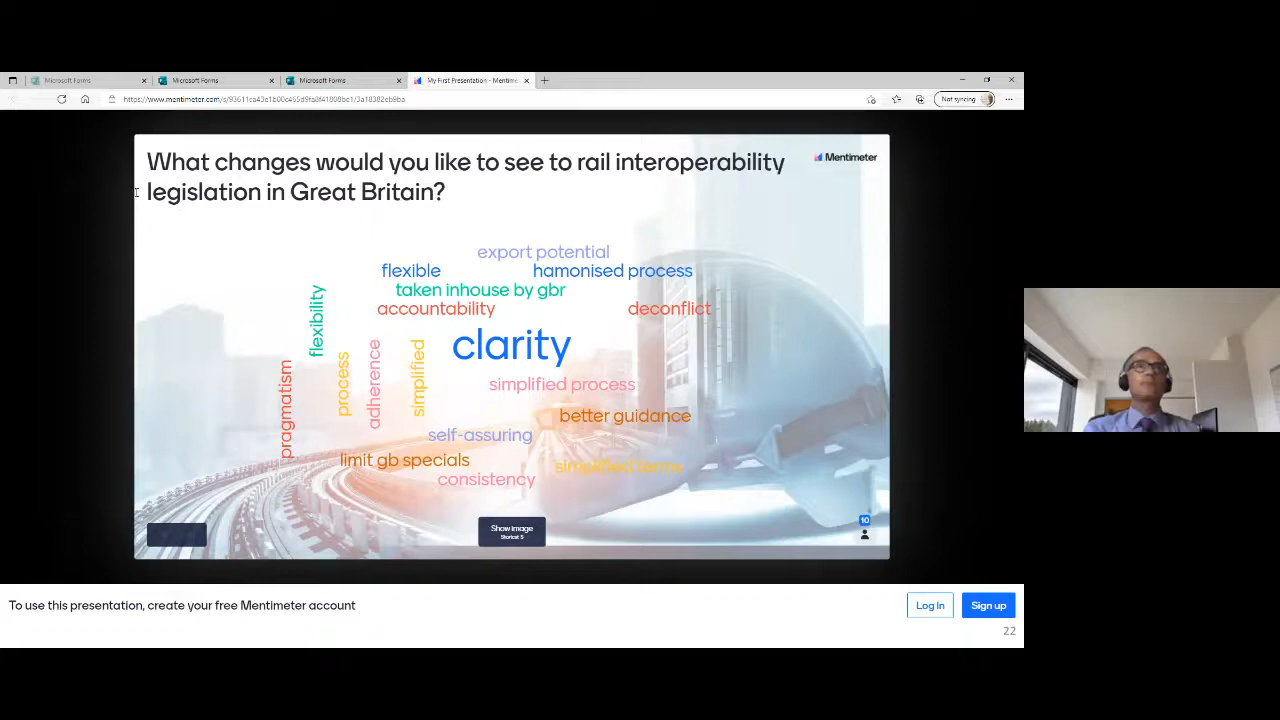 Microsoft Forms
Microsoft Forms
Microsoft Forms
My First Presentation - Mentime
Not syncing
What changes would you like to see to rail interoperability
legislation in Great Britain?
Mentimeter
export potential
flexible
hamonised process
taken inhouse by gbr
accountability
deconflict
flexibility
clarity
process
adherence
simplified
pragmatism
simplified process
better guidance
self-assuring
limit gb specials
simplified terms
consistency
Show image
Shortcut S
10
To use this presentation, create your free Mentimeter account
Log in
Sign up
22